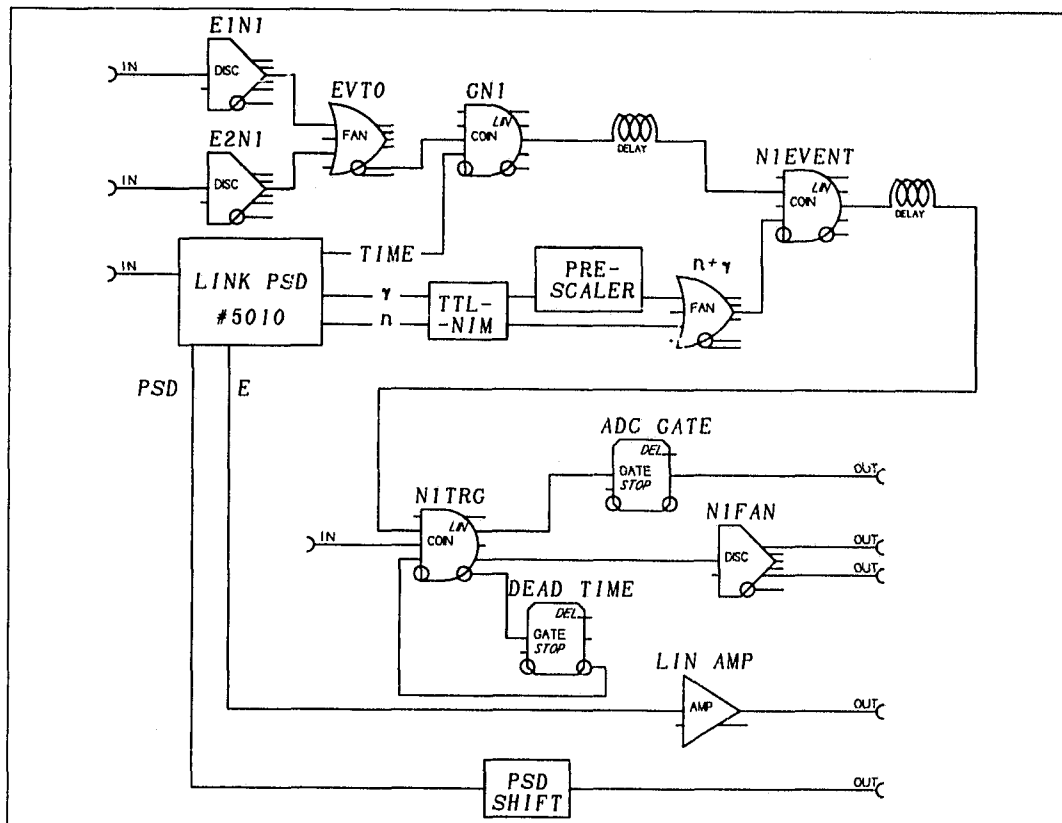 E1N1
IN
DISC
EVTO
FAN
GN1
LIN
COIN
DELAY
E2N1
IN
DISC
N1EVENT
LIN
COIN
DELAY
IN
LINK PSD
#5010
TIME
γ
n
TTL-
-NIM
PRE-
SCALER
n+γ
FAN
PSD
E
ADC GATE
DEL
GATE
STOP
OUT
N1TRG
LIN
COIN
IN
N1FAN
DISC
OUT
OUT
DEAD TIME
DEL
GATE
STOP
LIN AMP
AMP
OUT
PSD
SHIFT
OUT